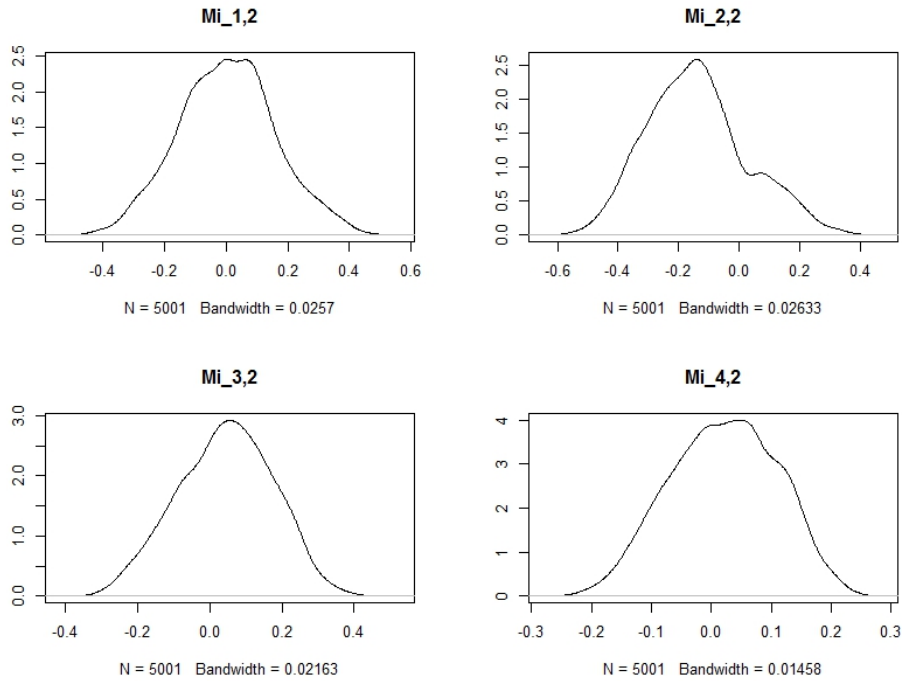 Mi_1,2
0.0 0.5 1.0 1.5 2.0 2.5
-0.4 -0.2 0.0 0.2 0.4 0.6
N = 5001 Bandwidth = 0.0257
Mi_2,2
0.0 0.5 1.0 1.5 2.0 2.5
-0.6 -0.4 -0.2 0.0 0.2 0.4
N = 5001 Bandwidth = 0.02633
Mi_3,2
0.0 1.0 2.0 3.0
-0.4 -0.2 0.0 0.2 0.4
N = 5001 Bandwidth = 0.02163
Mi_4,2
0 1 2 3 4
-0.3 -0.2 -0.1 0.0 0.1 0.2 0.3
N = 5001 Bandwidth = 0.01458